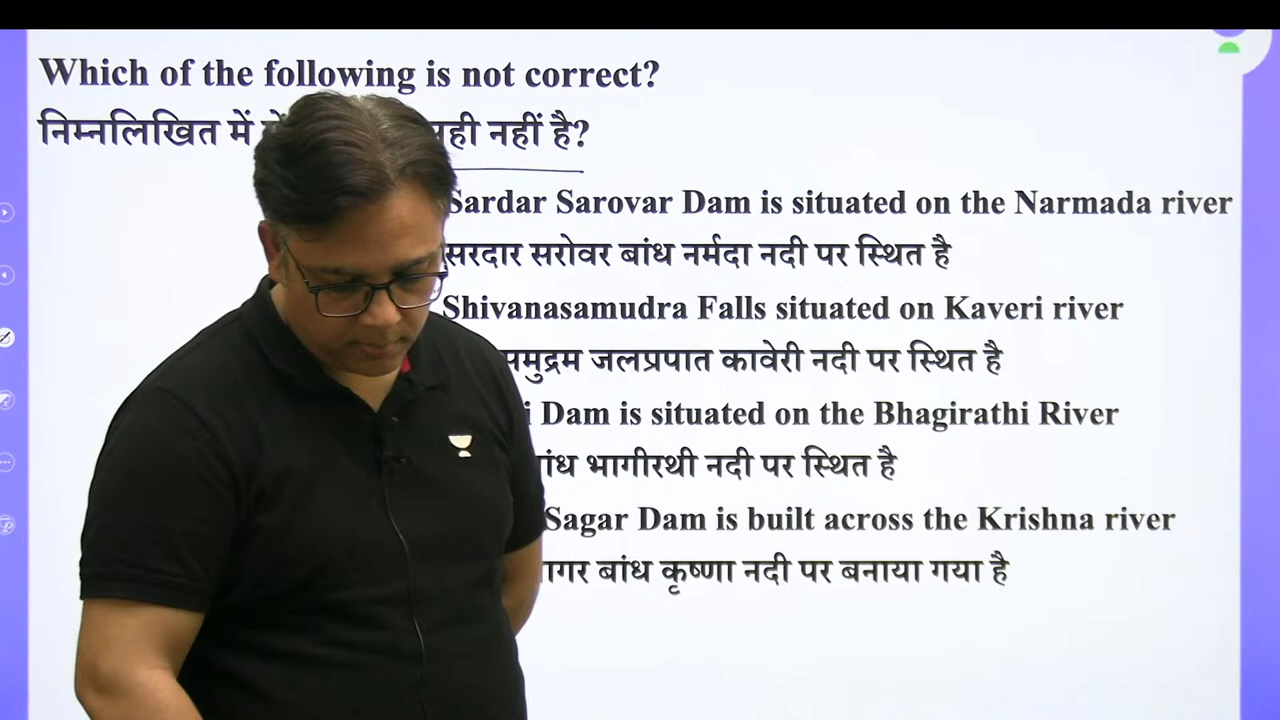 Which of the following is not correct?
निम्नलिखित में नहीं है?
Sardar Sarovar Dam is situated on the Narmada river
सरदार सरोवर बांध नर्मदा नदी पर स्थित है
Shivanasamudra Falls situated on Kaveri river
जलप्रपात कावेरी नदी पर स्थित है
Dam is situated on the Bhagirathi River
भागीरथी नदी पर स्थित है
Sagar Dam is built across the Krishna river
बांध कृष्णा नदी पर बनाया गया है